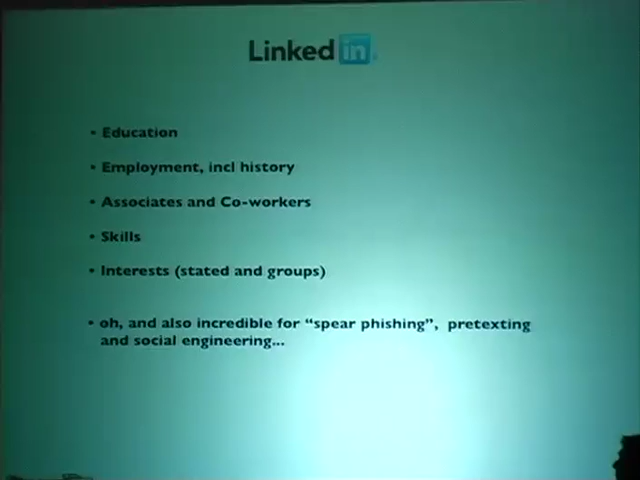 Linked in
• Education
• Employment, incl history
• Associates and Co-workers
• Skills
• Interests (stated and groups)
• oh, and also incredible for “spear phishing”, pretexting
and social engineering...